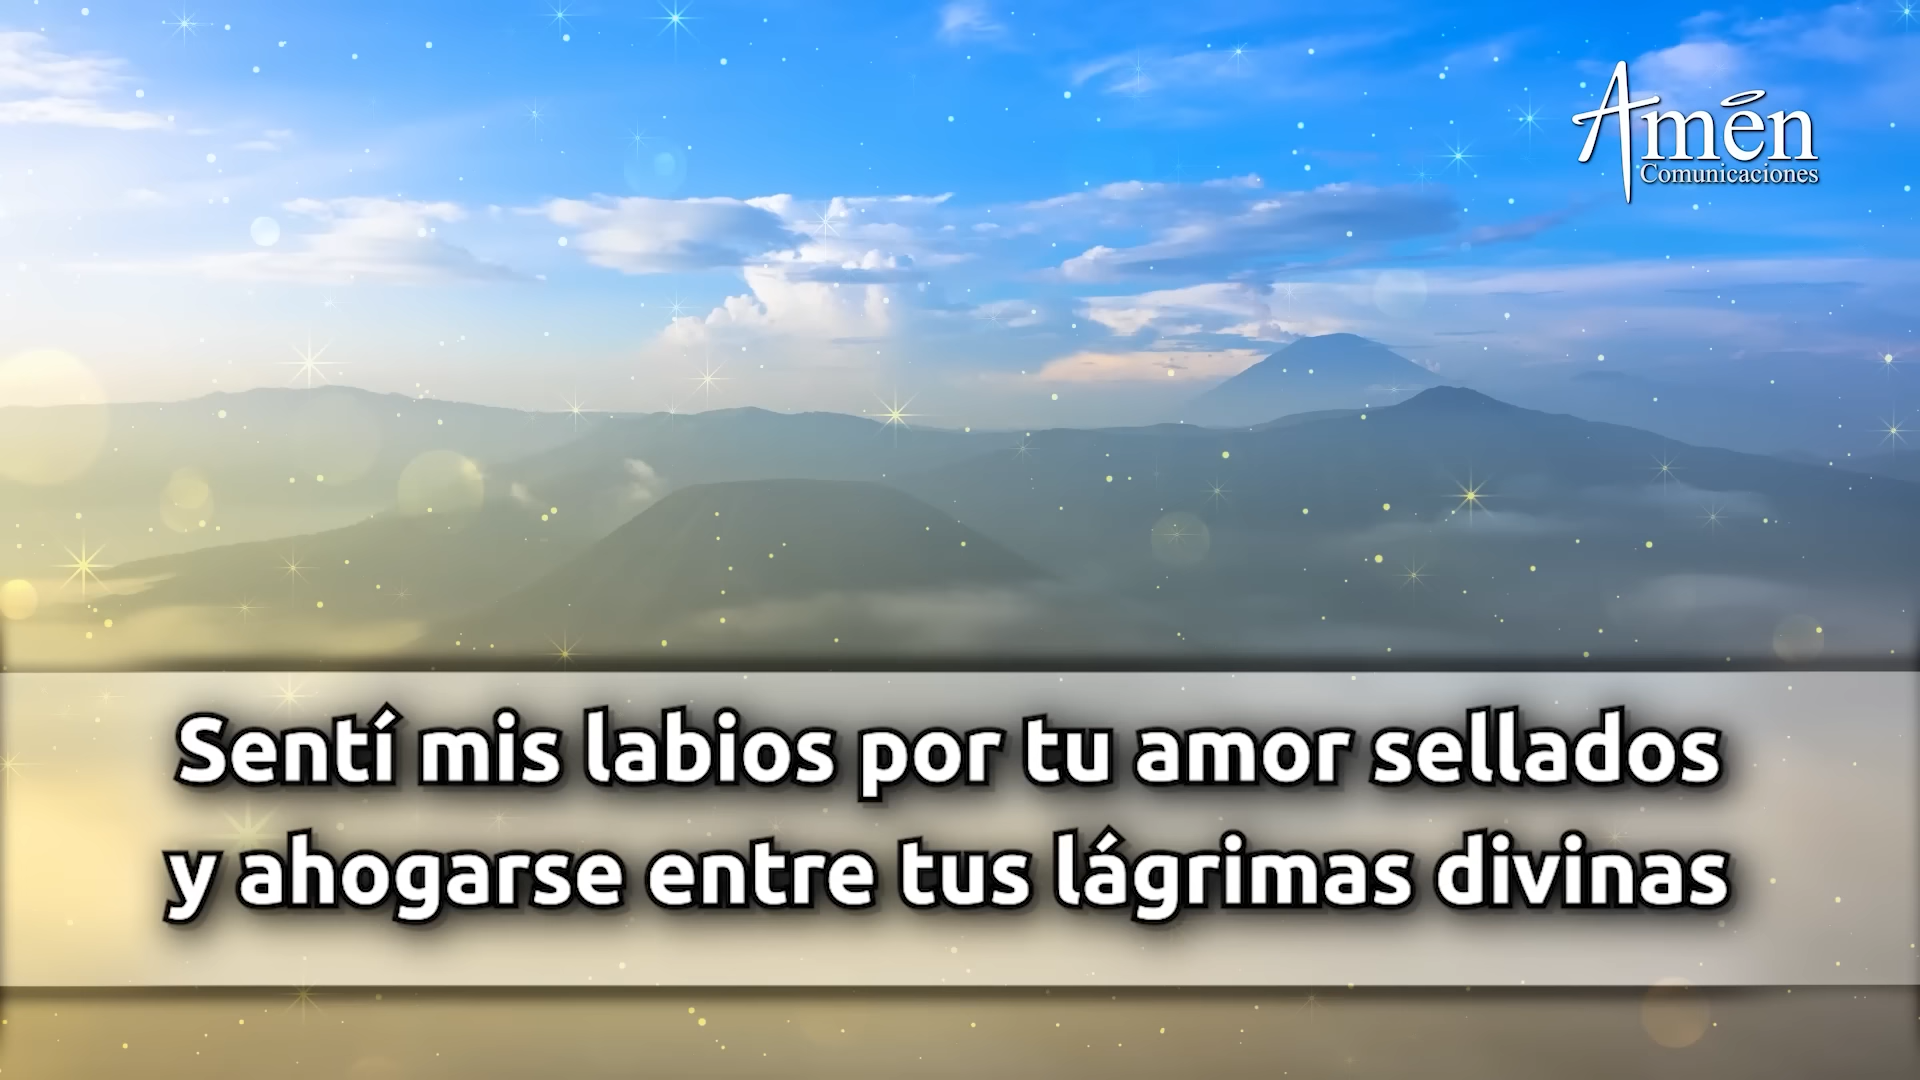 Amén
Comunicaciones
Sentí mis labios por tu amor sellados
y ahogarse entre tus lágrimas divinas